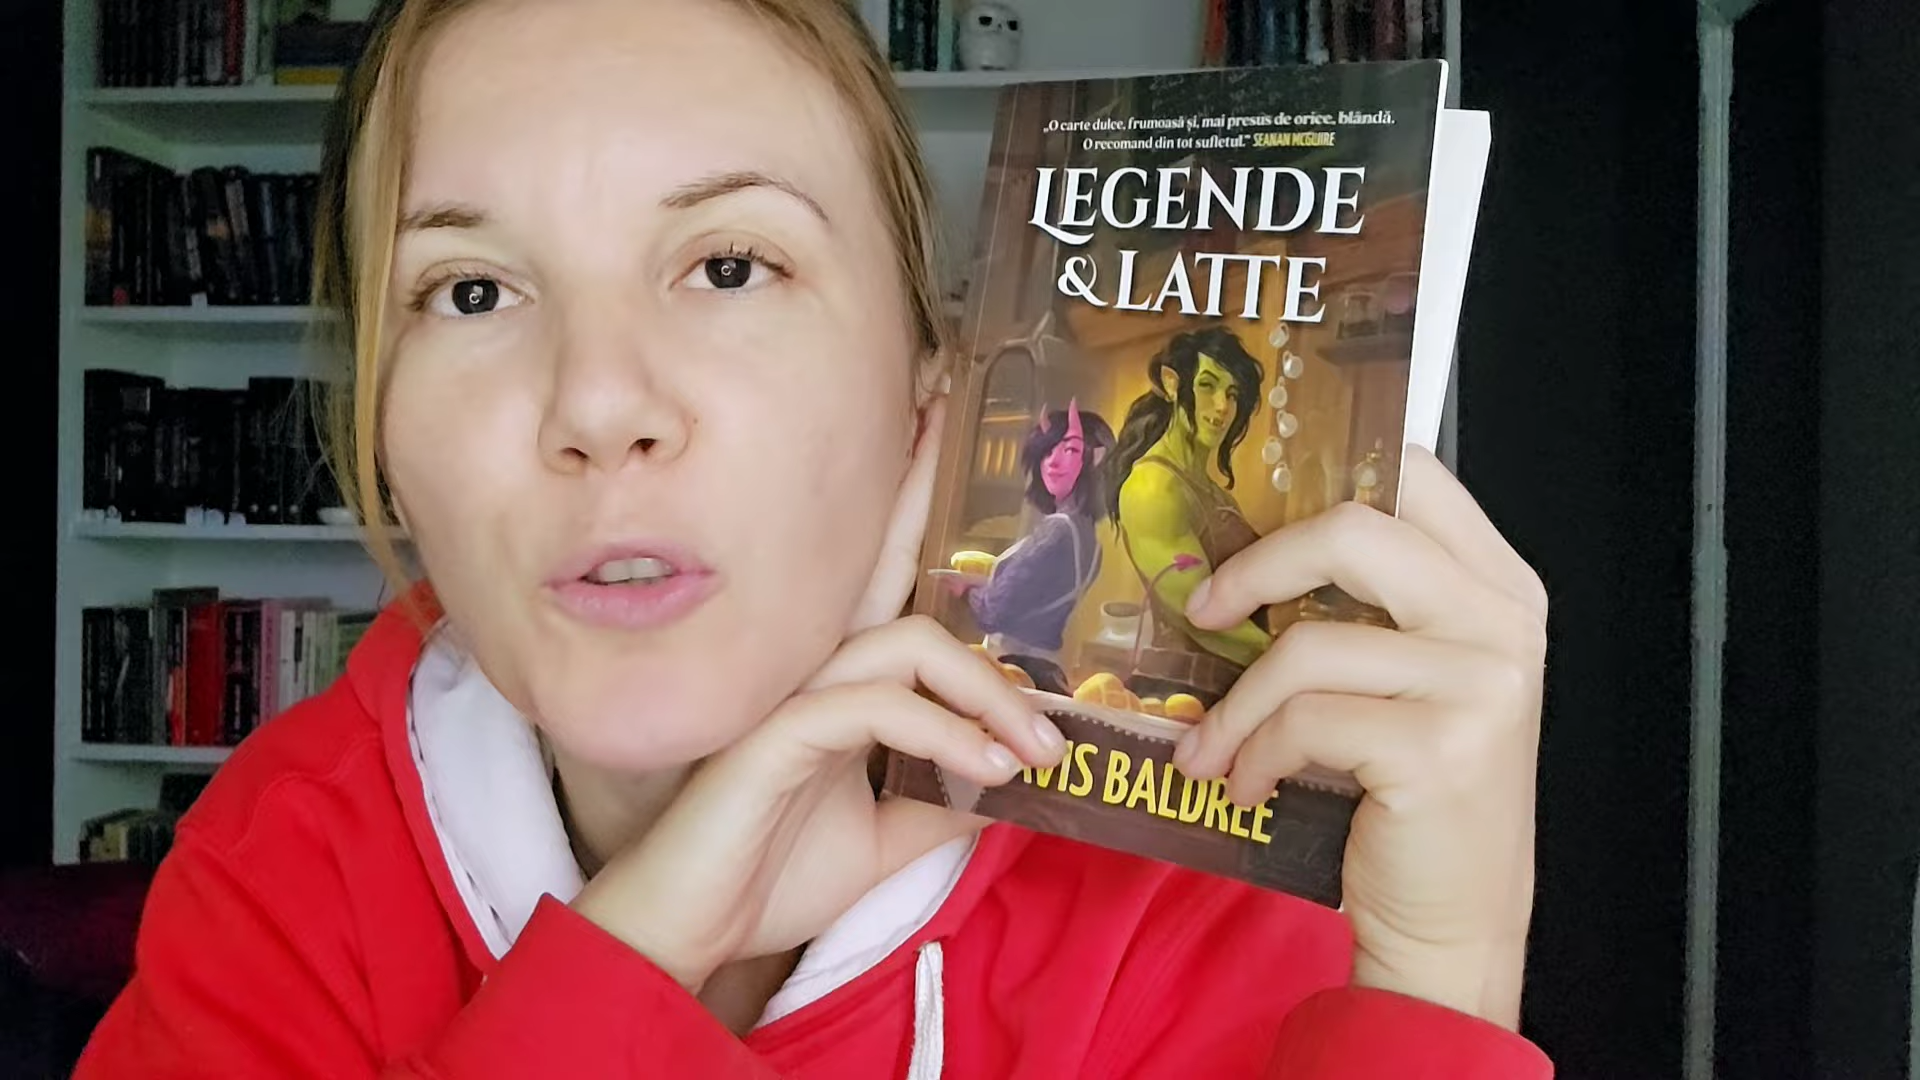 „O carte dulce, frumoasă și, mai presus de orice, blândă.
O recomand din tot sufletul.” SEANAN MCGUIRE
LEGENDE
& LATTE
BALDREE